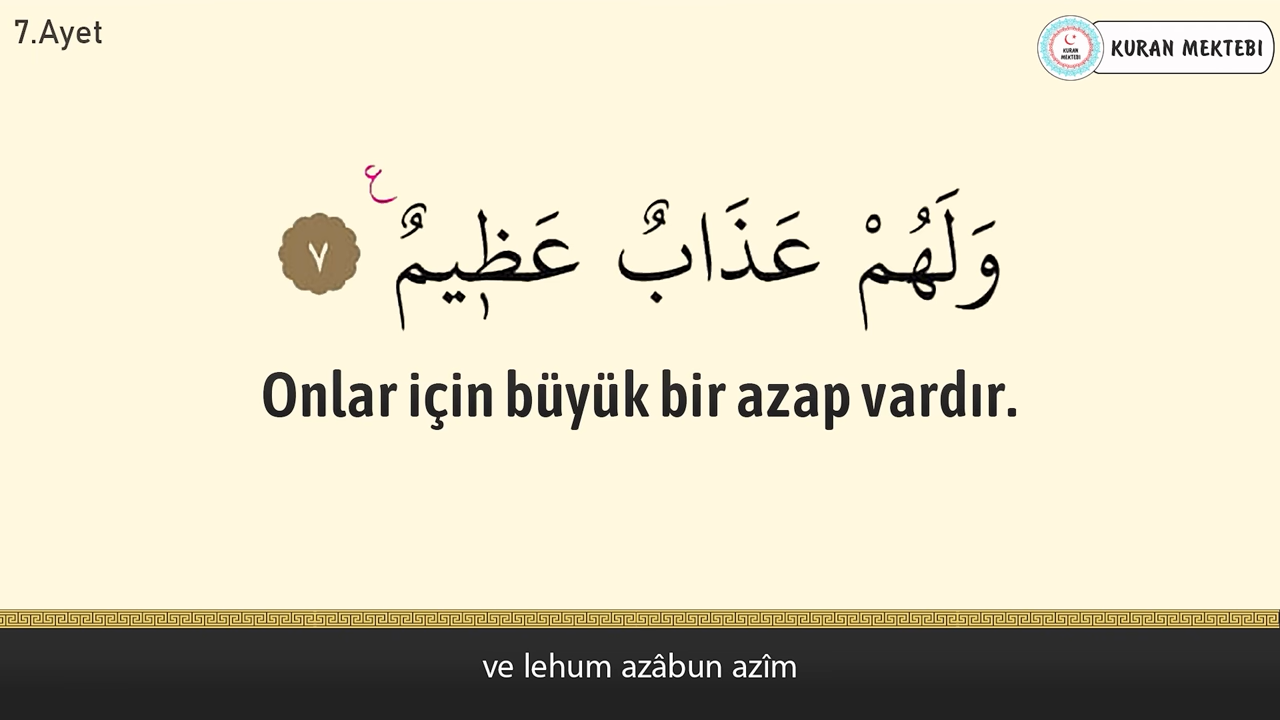 7.Ayet
KURAN MEKTEBI
KURAN MEKTEBI
ع
وَلَهُمْ عَذَابٌ عَظِيمٌ ٧
Onlar için büyük bir azap vardır.
ve lehum azâbun azîm